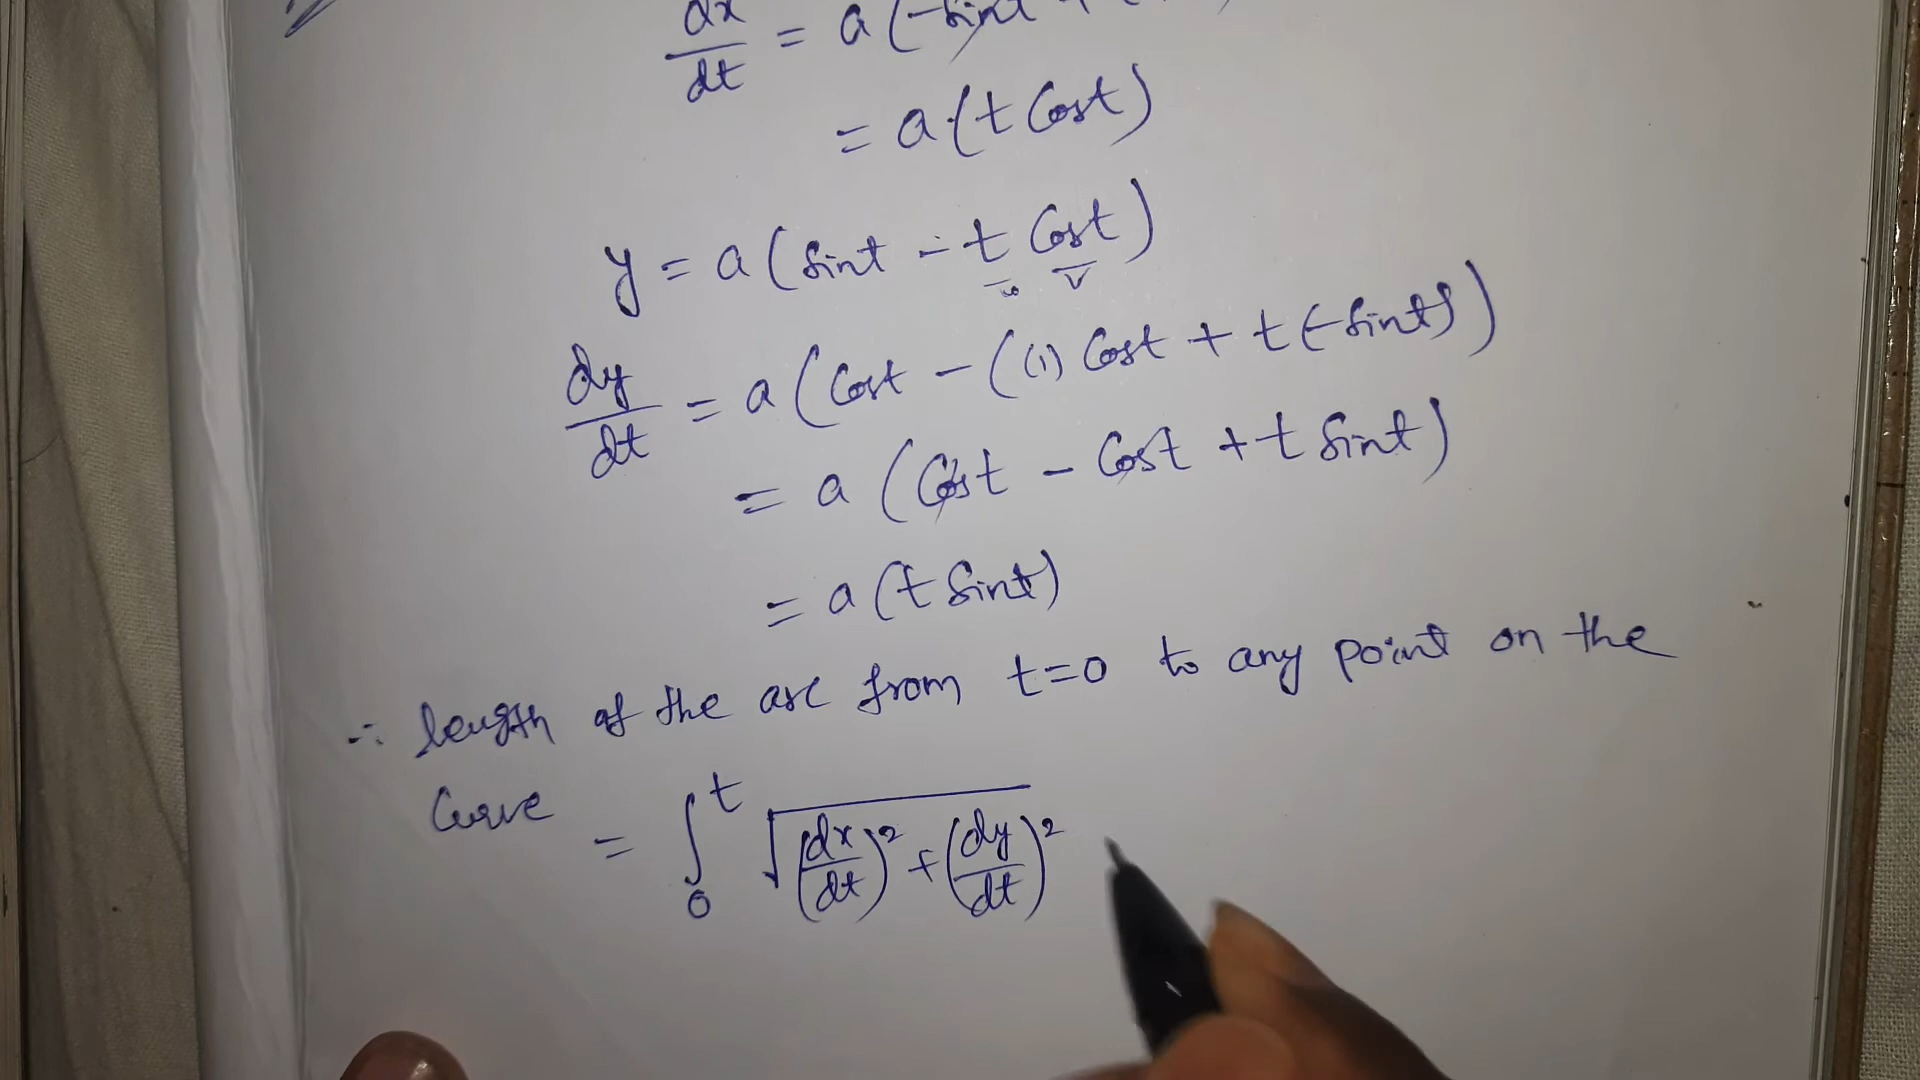 dx/dt = a(-sint +
= a(t Cost)
y = a(sint - t Cost)
u v
dy/dt = a(Cost - ((1) Cost + t(-sint)))
= a(Cost - Cost + t sint)
= a(t sint)
∴ length of the arc from t=0 to any point on the
Curve = ∫₀ᵗ √((dx/dt)² + (dy/dt)²)